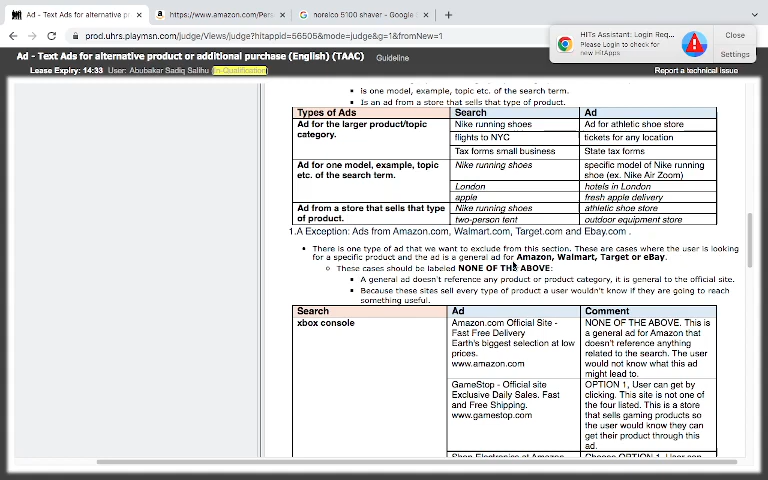 Ad - Text Ads for alternative p
https://www.amazon.com/Pers
norelco 5100 shaver - Google
prod.uhrs.playmsn.com/judge/Views/judge?hitappid=56505&mode=judge&g=1&fromNew=1
HITs Assistant: Login Req...
Please Login to check for
new HitApps
Close
Settings
Ad - Text Ads for alternative product or additional purchase (English) (TAAC)
Guideline
Lease Expiry: 14:33 User: Abubakar Sadiq Salihu (In-Qualification)
Report a technical issue
is one model, example, topic etc. of the search term.
Is an ad from a store that sells that type of product.
Types of Ads Search Ad
Ad for the larger product/topic category. Nike running shoes Ad for athletic shoe store
flights to NYC tickets for any location
Tax forms small business State tax forms
Ad for one model, example, topic etc. of the search term. Nike running shoes specific model of Nike running shoe (ex. Nike Air Zoom)
London hotels in London
apple fresh apple delivery
Ad from a store that sells that type of product. Nike running shoes athletic shoe store
two-person tent outdoor equipment store
1.A Exception: Ads from Amazon.com, Walmart.com, Target.com and Ebay.com .
There is one type of ad that we want to exclude from this section. These are cases where the user is looking
for a specific product and the ad is a general ad for Amazon, Walmart, Target or eBay.
These cases should be labeled NONE OF THE ABOVE:
A general ad doesn't reference any product or product category, it is general to the official site.
Because these sites sell every type of product a user wouldn't know if they are going to reach
something useful.
Search Ad Comment
xbox console
Amazon.com Official Site -
Fast Free Delivery
Earth's biggest selection at low
prices.
www.amazon.com
NONE OF THE ABOVE. This is
a general ad for Amazon that
doesn't reference anything
related to the search. The user
would not know what this ad
might lead to.
GameStop - Official site
Exclusive Daily Sales. Fast
and Free Shipping.
www.gamestop.com
OPTION 1, User can get by
clicking. This site is not one of
the four listed. This is a store
that sells gaming products so
the user would know they can
get their product through this
ad.
Shop Electronics at Amazon
Choose OPTION 1. User can